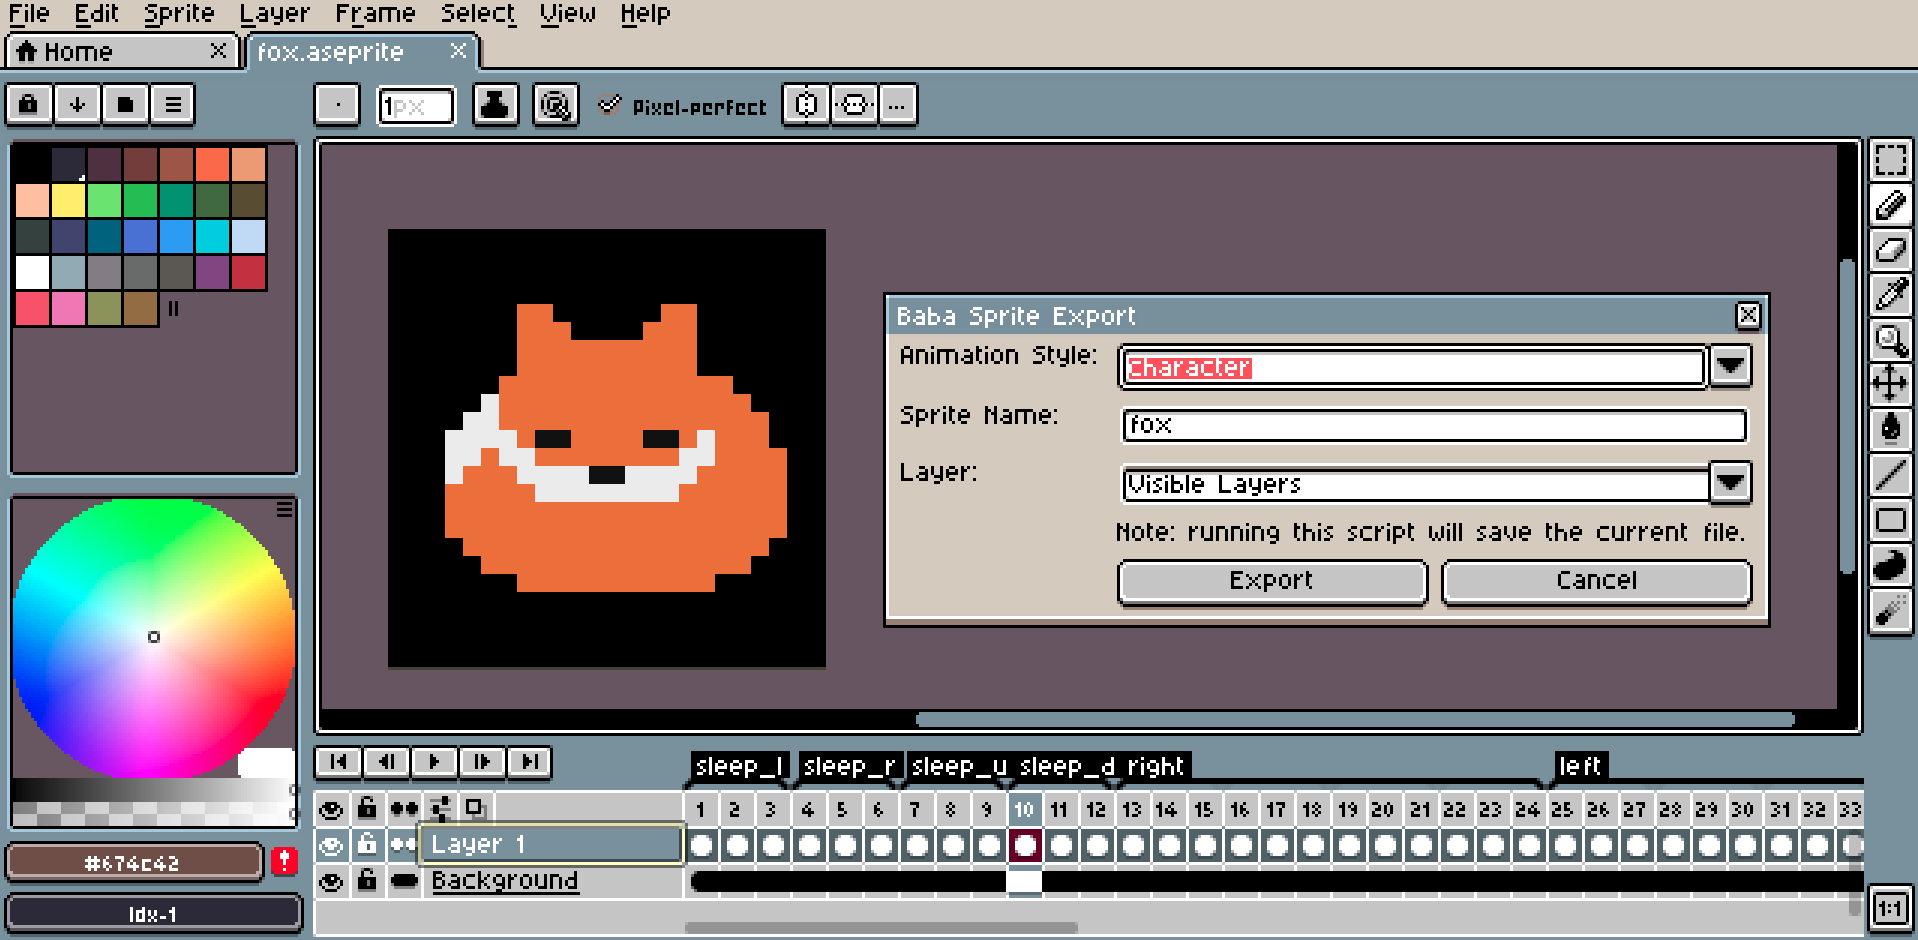 File Edit Sprite Layer Frame Select View Help
Home fox.aseprite
1px Pixel-perfect ...
Baba Sprite Export
Animation Style: Character
Sprite Name: fox
Layer: Visible Layers
Note: running this script will save the current file.
Export Cancel
sleep_l sleep_r sleep_u sleep_d right left
1 2 3 4 5 6 7 8 9 10 11 12 13 14 15 16 17 18 19 20 21 22 23 24 25 26 27 28 29 30 31 32 33
Layer 1
#674c42
Background
Idx-1
1:1